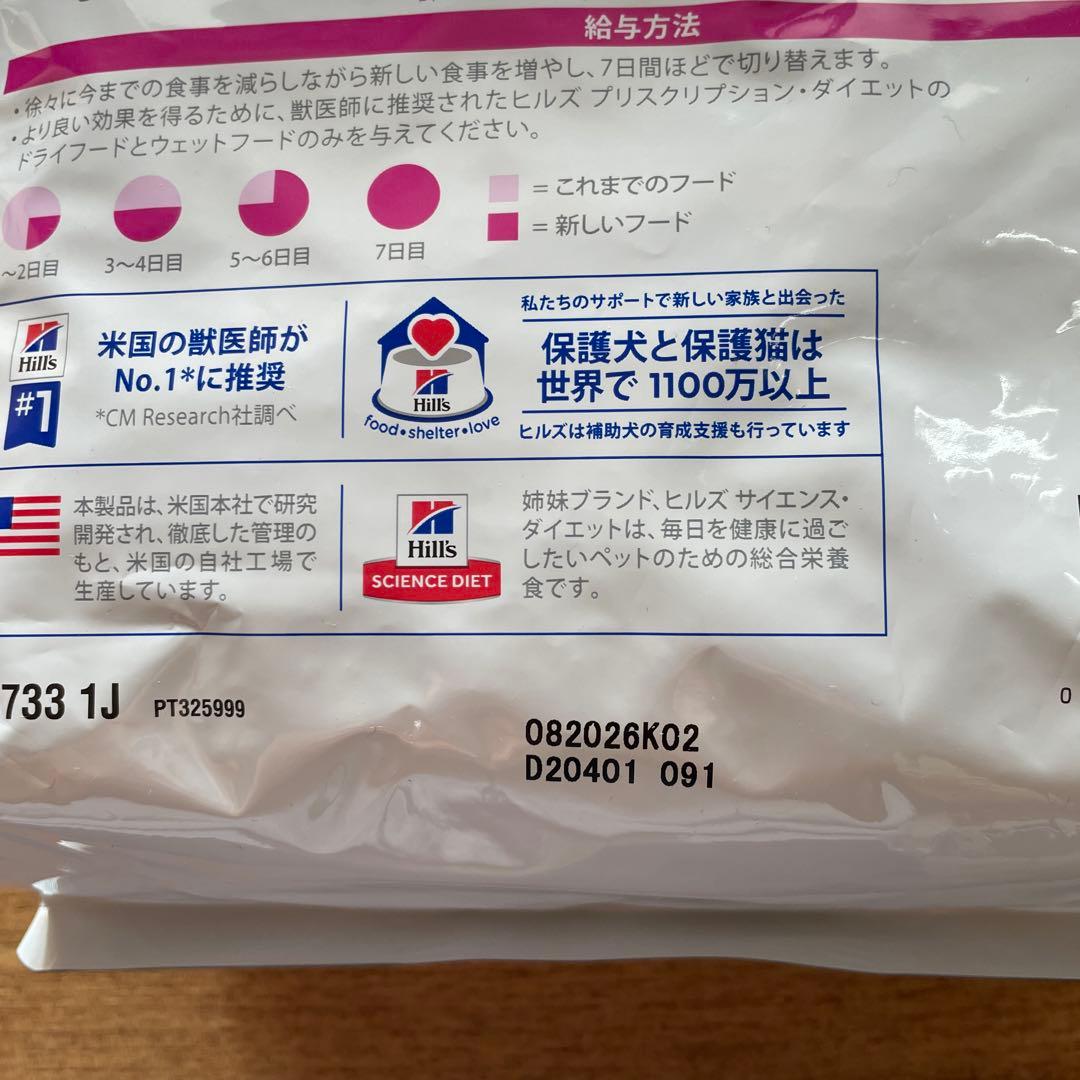 給与方法
・徐々に今までの食事を減らしながら新しい食事を増やし、7日間ほどで切り替えます。
・より良い効果を得るために、獣医師に推奨されたヒルズ プリスクリプション・ダイエットの
ドライフードとウェットフードのみを与えてください。
～2日目
3～4日目
5～6日目
7日目
= これまでのフード
= 新しいフード
Hill's
#1
米国の獣医師が
No.1*に推奨
*CM Research社調べ
Hill's
food•shelter•love
私たちのサポートで新しい家族と出会った
保護犬と保護猫は
世界で 1100万以上
ヒルズは補助犬の育成支援も行っています
本製品は、米国本社で研究
開発され、徹底した管理の
もと、米国の自社工場で
生産しています。
Hill's
SCIENCE DIET
姉妹ブランド、ヒルズ サイエンス・
ダイエットは、毎日を健康に過ご
したいペットのための総合栄養
食です。
733 1J
PT325999
082026K02
D20401 091
0